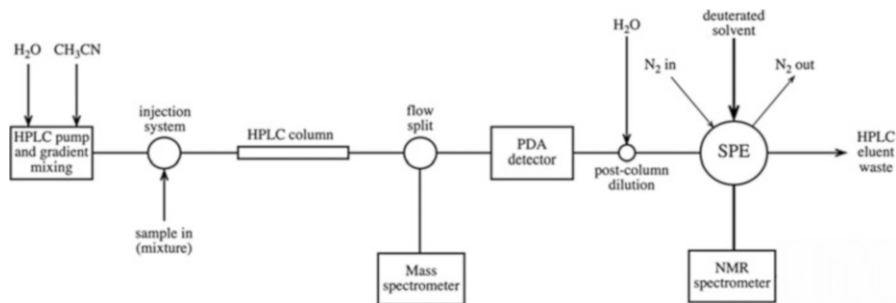 H₂O CH₃CN
HPLC pump
and gradient
mixing
injection
system
sample in
(mixture)
HPLC column
flow
split
Mass
spectrometer
PDA
detector
H₂O
post-column
dilution
deuterated
solvent
N₂ in
N₂ out
SPE
HPLC
eluent
waste
NMR
spectrometer